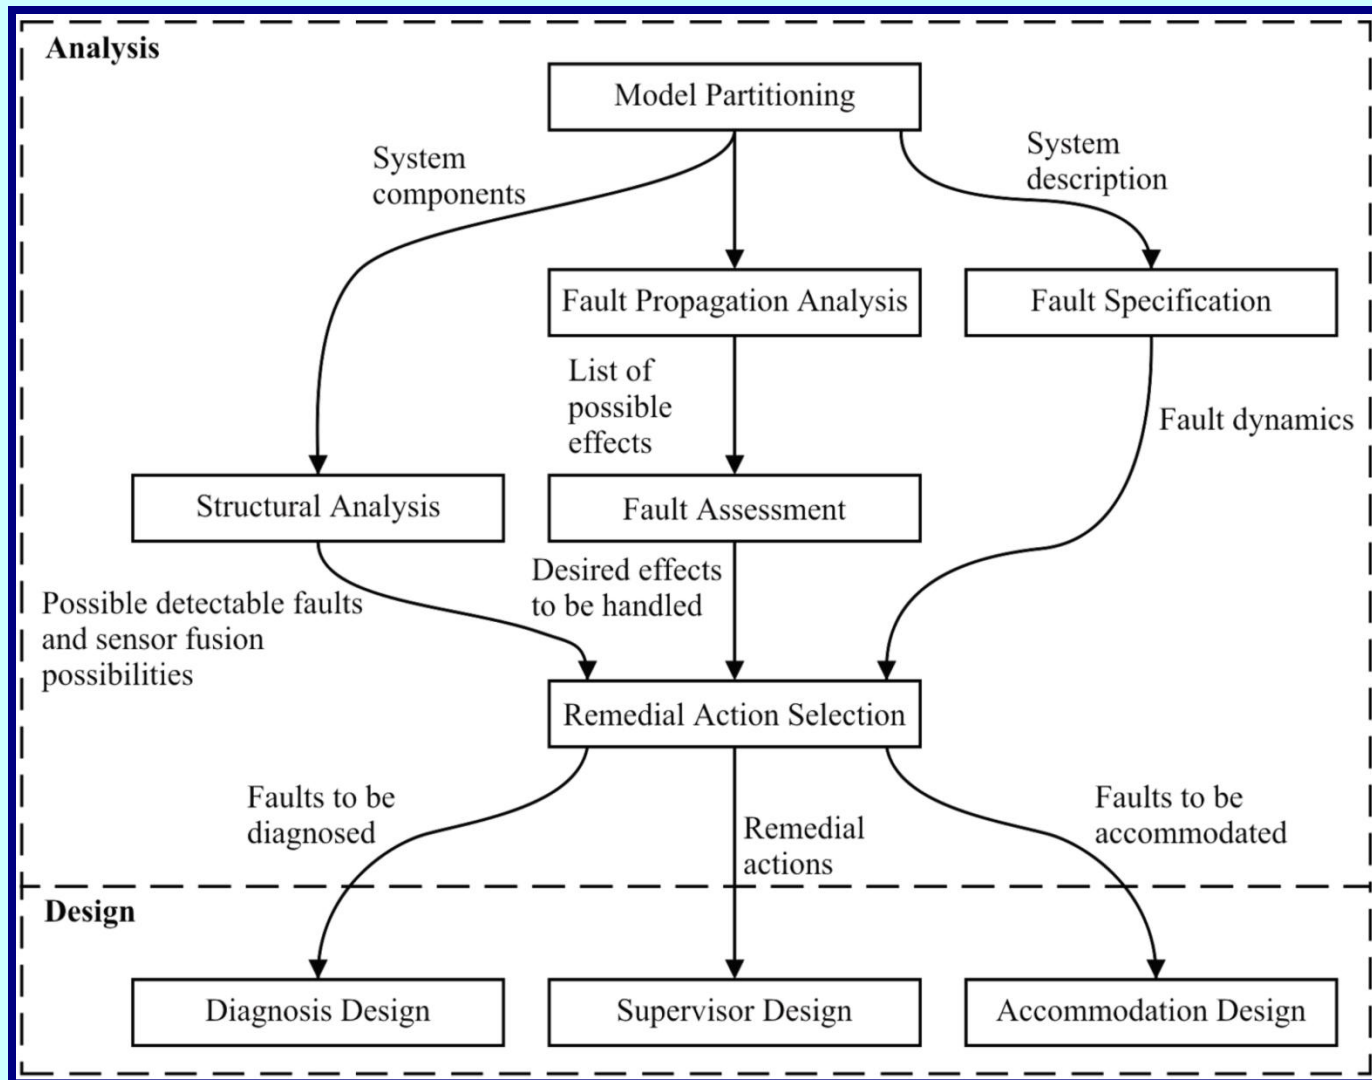 Analysis
Model Partitioning
System
components
System
description
Fault Propagation Analysis
Fault Specification
List of
possible
effects
Fault dynamics
Structural Analysis
Fault Assessment
Desired effects
to be handled
Possible detectable faults
and sensor fusion
possibilities
Remedial Action Selection
Faults to be
diagnosed
Remedial
actions
Faults to be
accommodated
Design
Diagnosis Design
Supervisor Design
Accommodation Design